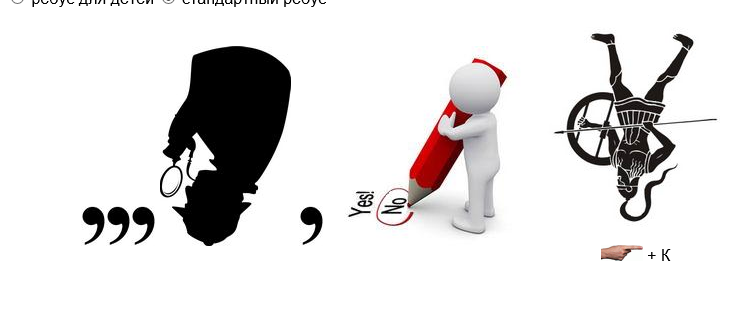 ребус для детей стандартный ребус
,,, ,
Yes!
No
+ К